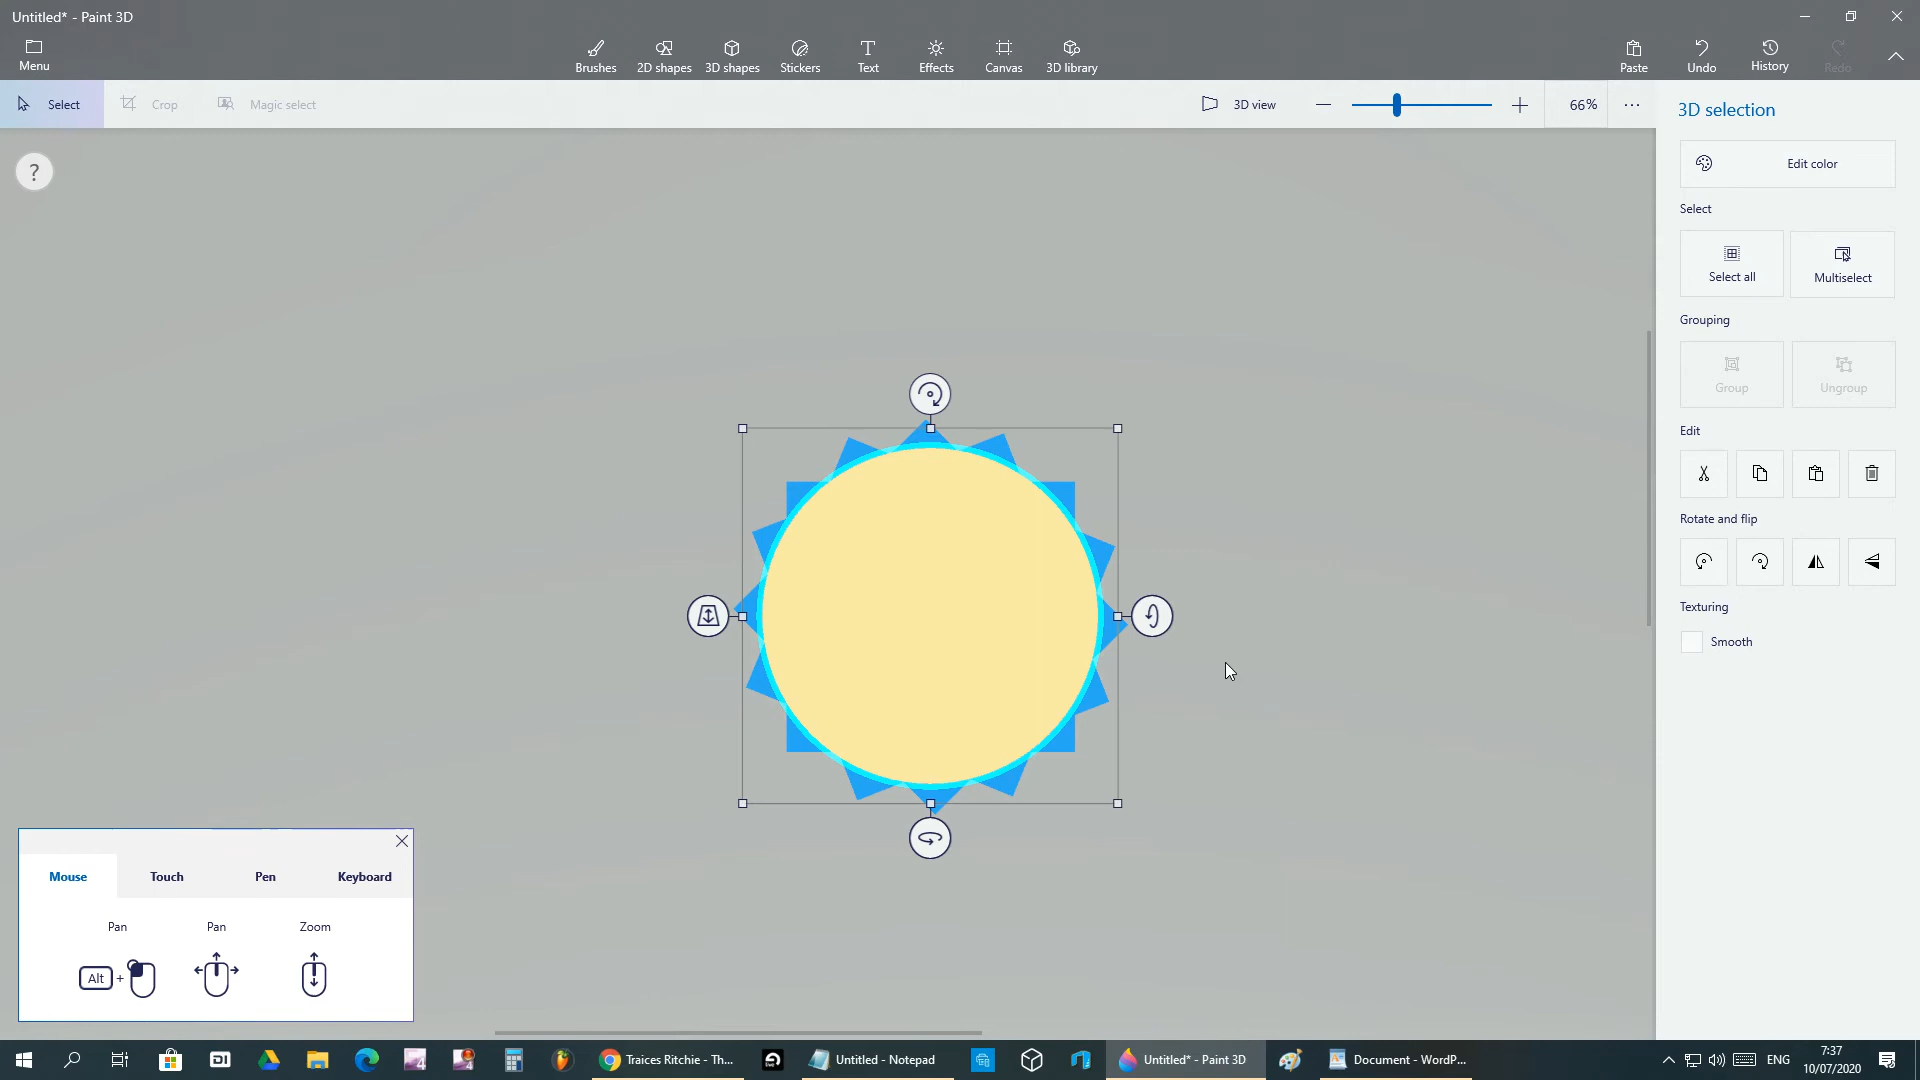 Untitled* - Paint 3D
Menu
Brushes
2D shapes
3D shapes
Stickers
Text
Effects
Canvas
3D library
Paste
Undo
History
Redo
Select
Crop
Magic select
3D view
66%
?
3D selection
Edit color
Select
Select all
Multiselect
Grouping
Group
Ungroup
Edit
Rotate and flip
Texturing
Smooth
Mouse
Touch
Pen
Keyboard
Pan
Pan
Zoom
Alt +
DI
4
4
Traices Ritchie - Th...
Untitled - Notepad
Untitled* - Paint 3D
Document - WordP...
ENG
7:37
10/07/2020